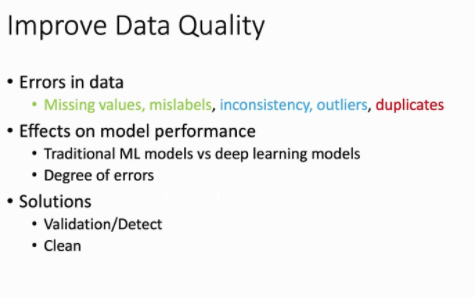 Improve Data Quality
• Errors in data
• Missing values, mislabels, inconsistency, outliers, duplicates
• Effects on model performance
• Traditional ML models vs deep learning models
• Degree of errors
• Solutions
• Validation/Detect
• Clean